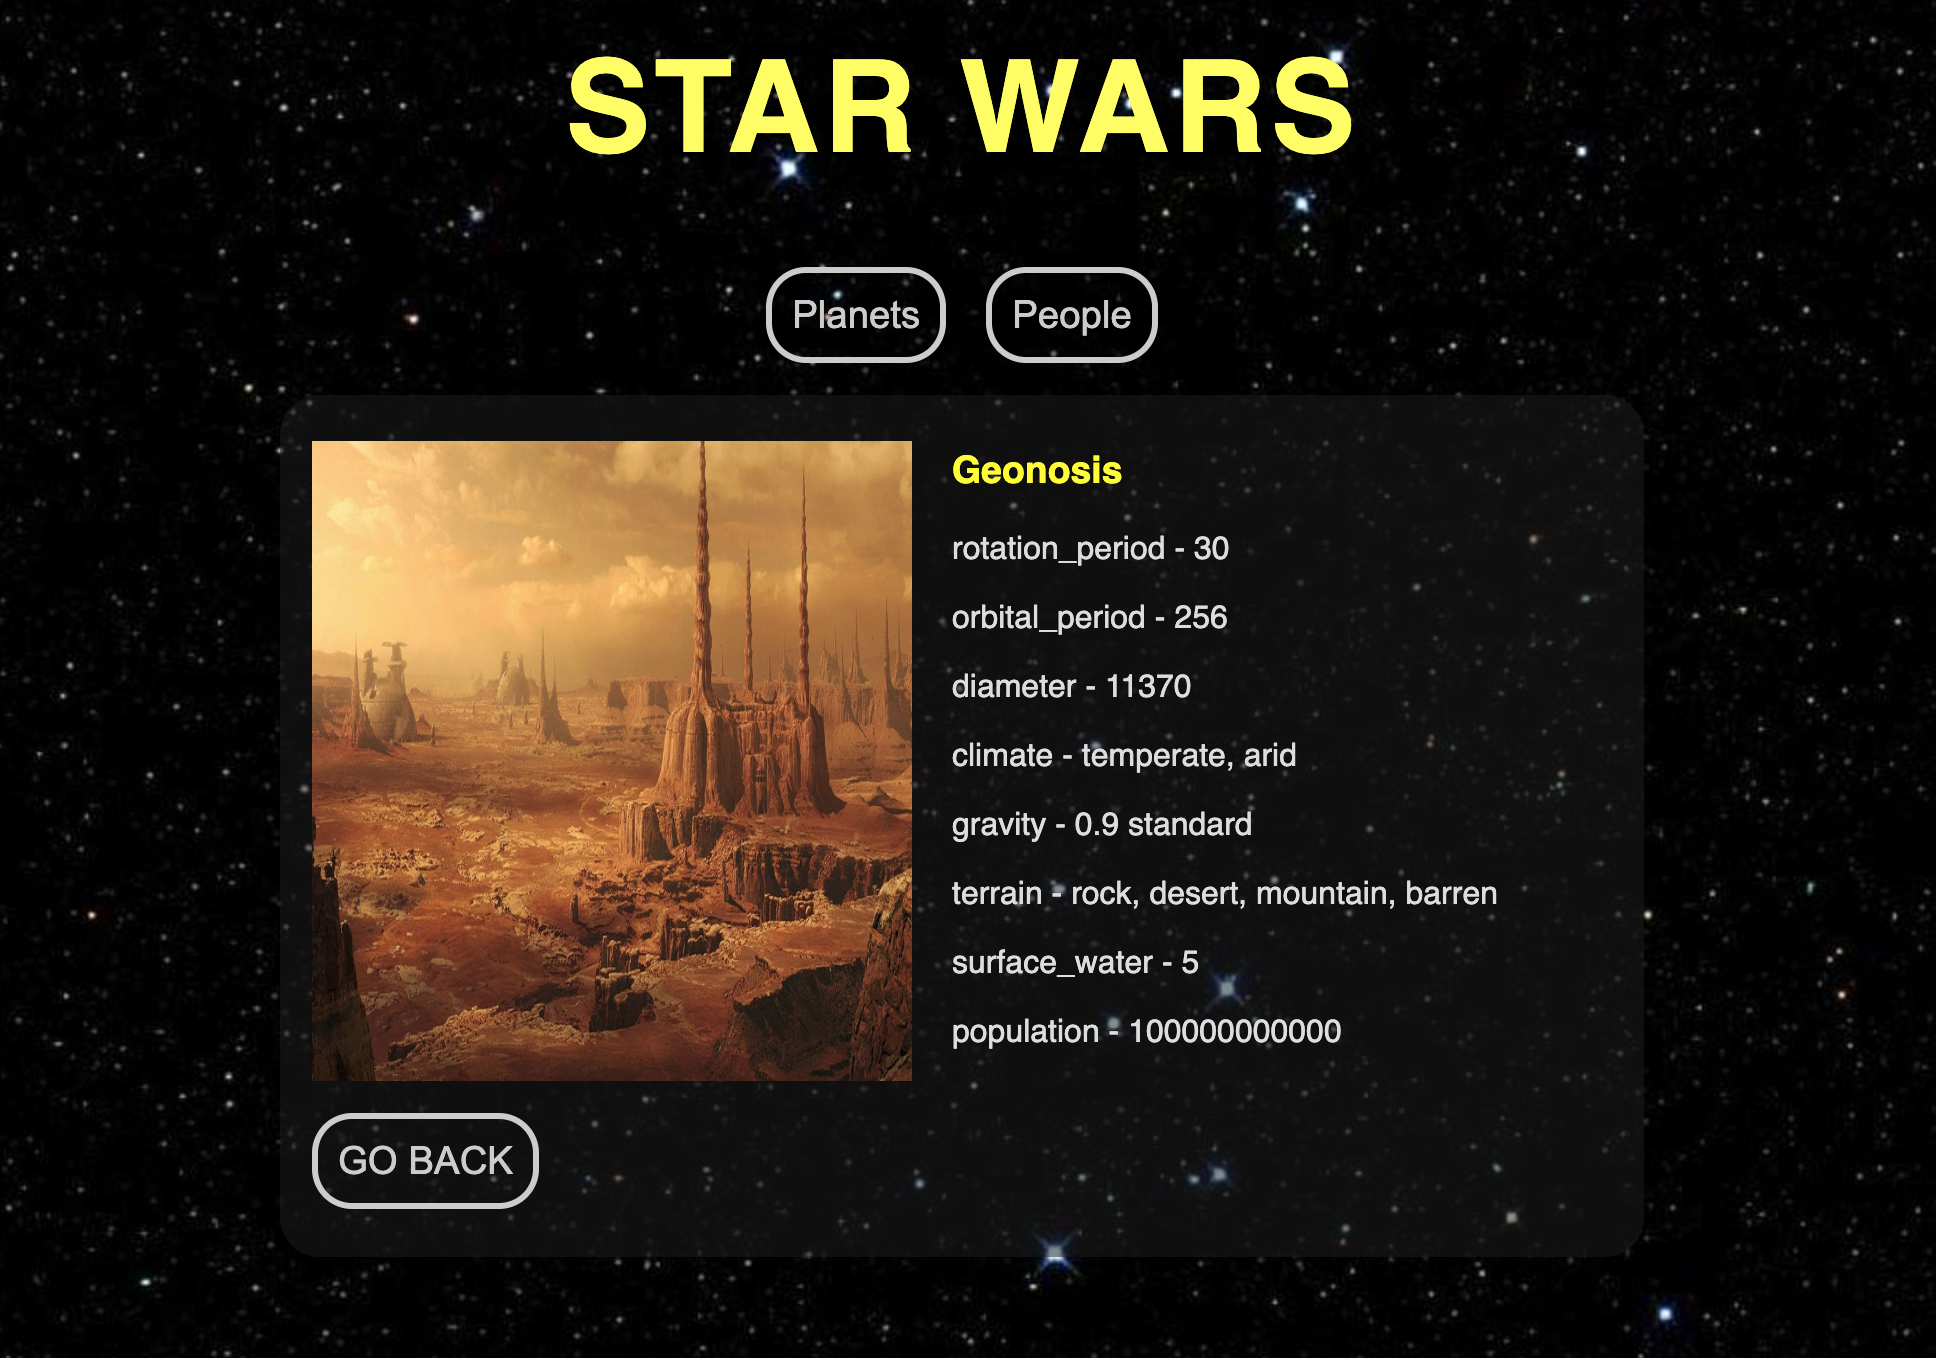 STAR WARS
Planets
People
Geonosis
rotation_period - 30
orbital_period - 256
diameter - 11370
climate - temperate, arid
gravity - 0.9 standard
terrain - rock, desert, mountain, barren
surface_water - 5
population - 100000000000
GO BACK